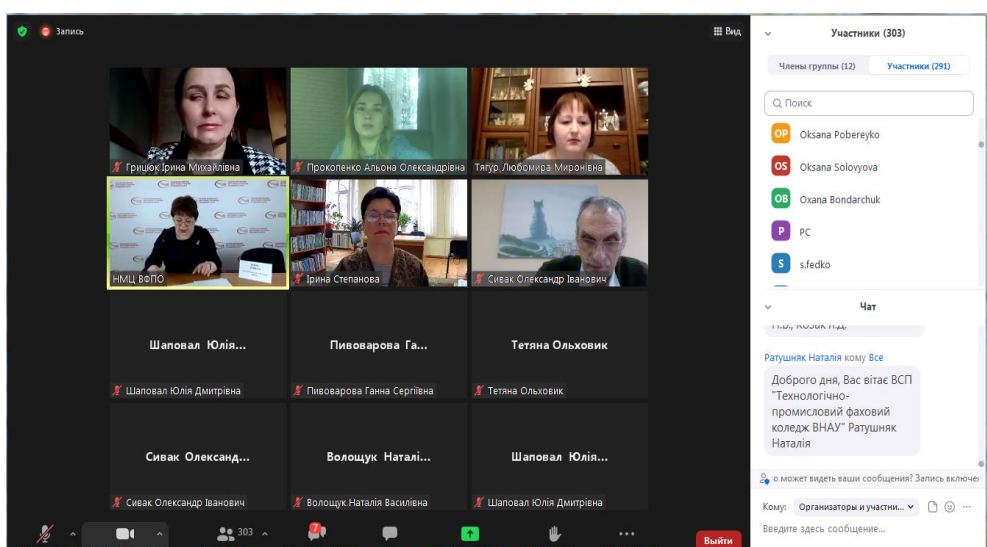 Запись
Вид
Грицюк Ірина Михайлівна
Прокопенко Альона Олександрівна
Тягур Любомира Миронівна
НМЦ ВФПО
Ірина Степанова
Сивак Олександр Іванович
Шаповал Юлія...
Пивоварова Га...
Тетяна Ольховик
Шаповал Юлія Дмитрівна
Пивоварова Ганна Сергіївна
Тетяна Ольховик
Сивак Олександ...
Волощук Наталі...
Шаповал Юлія...
Сивак Олександр Іванович
Волощук Наталія Василівна
Шаповал Юлія Дмитрівна
303
7
Выйти
Участники (303)
Члены группы (12)
Участники (291)
Поиск
OP Oksana Pobereyko
OS Oksana Solovyova
OB Oxana Bondarchuk
P PC
S s.fedko
Чат
Ратушняк Наталія кому Все
Доброго дня, Вас вітає ВСП
"Технологічно-
промисловий фаховий
коледж ВНАУ" Ратушняк
Наталія
то может видеть ваши сообщения? Запись включе
Кому: Организаторы и участни...
Введите здесь сообщение...